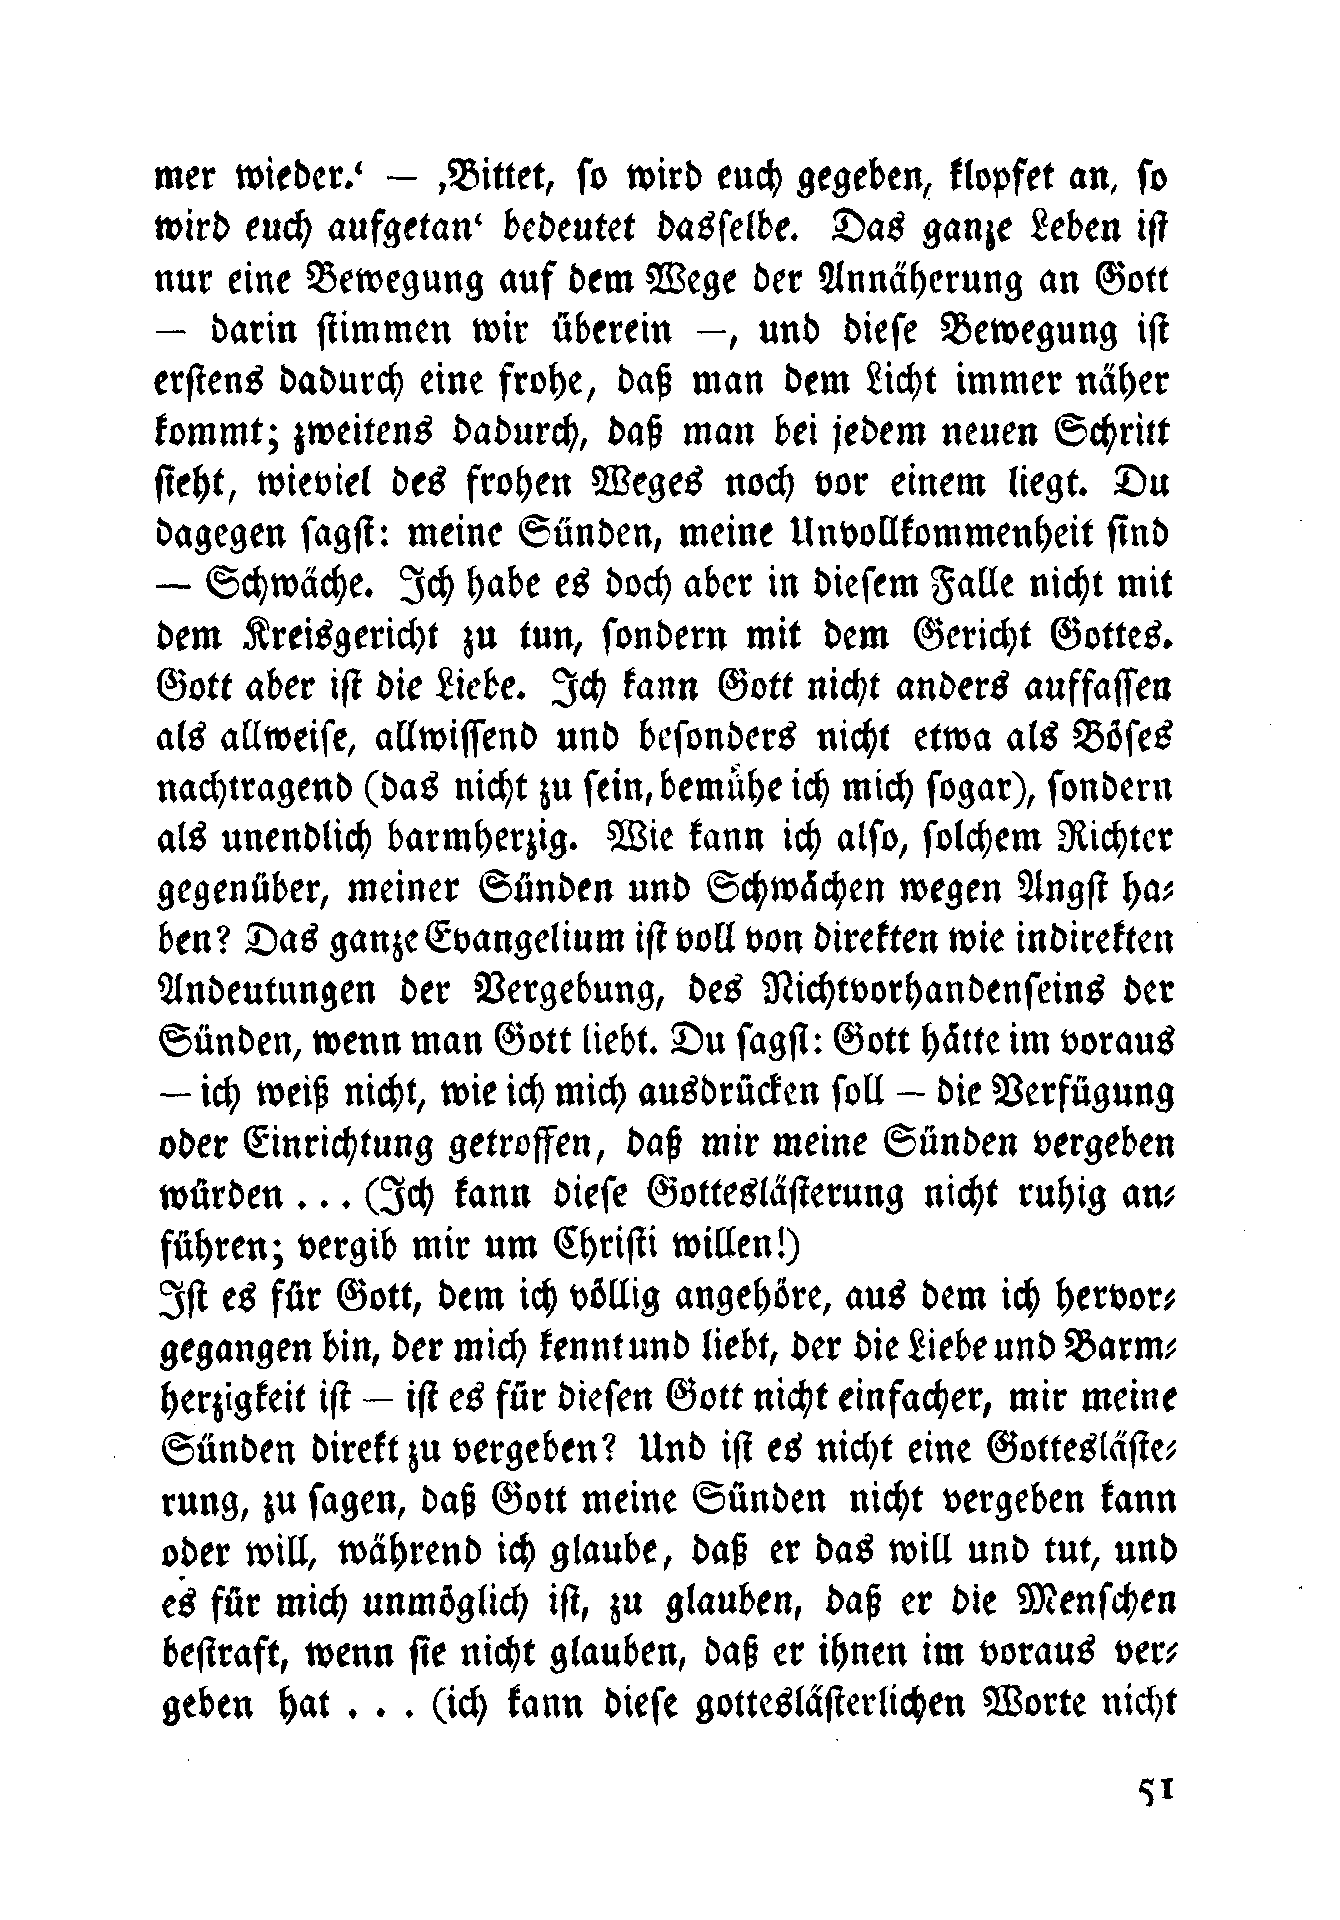 mer wieder.‘ — ‚Bittet, so wird euch gegeben, klopfet an, so
wird euch aufgetan‘ bedeutet dasselbe. Das ganze Leben ist
nur eine Bewegung auf dem Wege der Annäherung an Gott
— darin stimmen wir überein —, und diese Bewegung ist
erstens dadurch eine frohe, daß man dem Licht immer näher
kommt; zweitens dadurch, daß man bei jedem neuen Schritt
sieht, wieviel des frohen Weges noch vor einem liegt. Du
dagegen sagst: meine Sünden, meine Unvollkommenheit sind
— Schwäche. Ich habe es doch aber in diesem Falle nicht mit
dem Kreisgericht zu tun, sondern mit dem Gericht Gottes.
Gott aber ist die Liebe. Ich kann Gott nicht anders auffassen
als allweise, allwissend und besonders nicht etwa als Böses
nachtragend (das nicht zu sein, bemühe ich mich sogar), sondern
als unendlich barmherzig. Wie kann ich also, solchem Richter
gegenüber, meiner Sünden und Schwächen wegen Angst ha-
ben? Das ganze Evangelium ist voll von direkten wie indirekten
Andeutungen der Vergebung, des Nichtvorhandenseins der
Sünden, wenn man Gott liebt. Du sagst: Gott hätte im voraus
— ich weiß nicht, wie ich mich ausdrücken soll — die Verfügung
oder Einrichtung getroffen, daß mir meine Sünden vergeben
würden . . . (Ich kann diese Gotteslästerung nicht ruhig an-
führen; vergib mir um Christi willen!)
Ist es für Gott, dem ich völlig angehöre, aus dem ich hervor-
gegangen bin, der mich kennt und liebt, der die Liebe und Barm-
herzigkeit ist — ist es für diesen Gott nicht einfacher, mir meine
Sünden direkt zu vergeben? Und ist es nicht eine Gottesläste-
rung, zu sagen, daß Gott meine Sünden nicht vergeben kann
oder will, während ich glaube, daß er das will und tut, und
es für mich unmöglich ist, zu glauben, daß er die Menschen
bestraft, wenn sie nicht glauben, daß er ihnen im voraus ver-
geben hat . . . (ich kann diese gotteslästerlichen Worte nicht
51